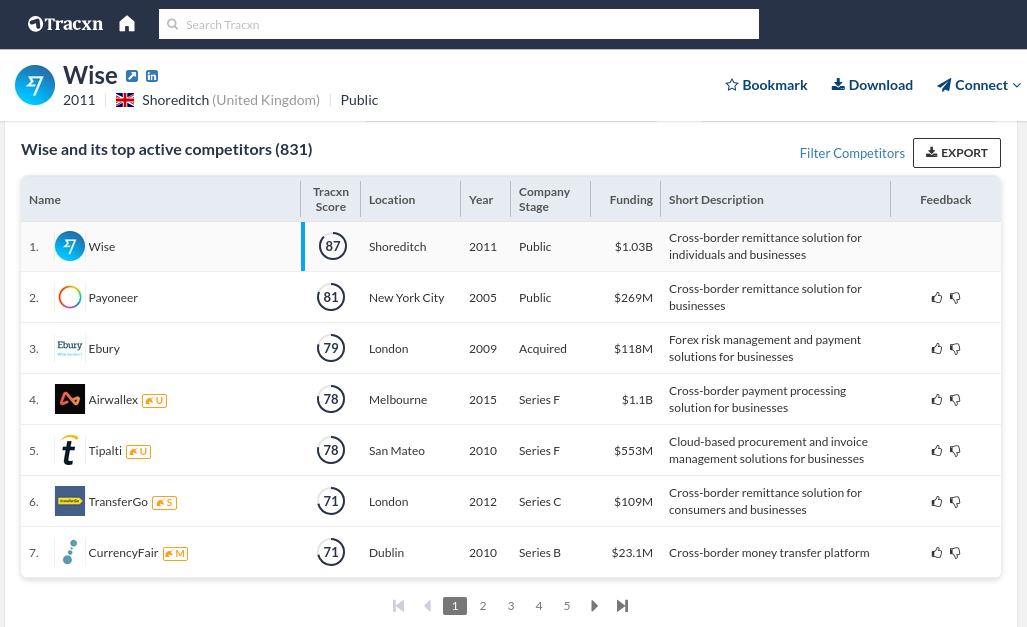 Tracxn
Search Tracxn
Wise
2011 Shoreditch (United Kingdom) Public
Bookmark Download Connect
Wise and its top active competitors (831)
Filter Competitors EXPORT
Name Tracxn Score Location Year Company Stage Funding Short Description Feedback
1. Wise 87 Shoreditch 2011 Public $1.03B Cross-border remittance solution for
individuals and businesses
2. Payoneer 81 New York City 2005 Public $269M Cross-border remittance solution for
businesses
3. Ebury Ebury 79 London 2009 Acquired $118M Forex risk management and payment
solutions for businesses
4. Airwallex U 78 Melbourne 2015 Series F $1.1B Cross-border payment processing
solution for businesses
5. t Tipalti U 78 San Mateo 2010 Series F $553M Cloud-based procurement and invoice
management solutions for businesses
6. TransferGo TransferGo S 71 London 2012 Series C $109M Cross-border remittance solution for
consumers and businesses
7. CurrencyFair M 71 Dublin 2010 Series B $23.1M Cross-border money transfer platform
1 2 3 4 5